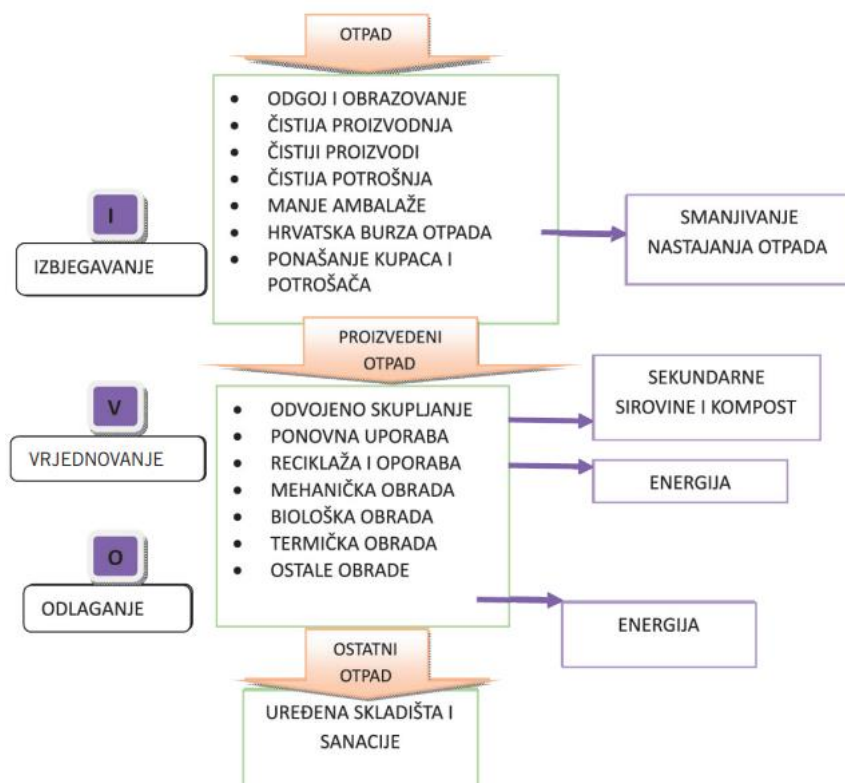 OTPAD
• ODGOJ I OBRAZOVANJE
• ČISTIJA PROIZVODNJA
• ČISTIJI PROIZVODI
• ČISTIJA POTROŠNJA
• MANJE AMBALAŽE
• HRVATSKA BURZA OTPADA
• PONAŠANJE KUPACA I
POTROŠAČA
I
IZBJEGAVANJE
SMANJIVANJE
NASTAJANJA OTPADA
PROIZVEDENI
OTPAD
V
VRJEDNOVANJE
• ODVOJENO SKUPLJANJE
• PONOVNA UPORABA
• RECIKLAŽA I OPORABA
• MEHANIČKA OBRADA
• BIOLOŠKA OBRADA
• TERMIČKA OBRADA
• OSTALE OBRADE
SEKUNDARNE
SIROVINE I KOMPOST
ENERGIJA
O
ODLAGANJE
ENERGIJA
OSTATNI
OTPAD
UREĐENA SKLADIŠTA I
SANACIJE